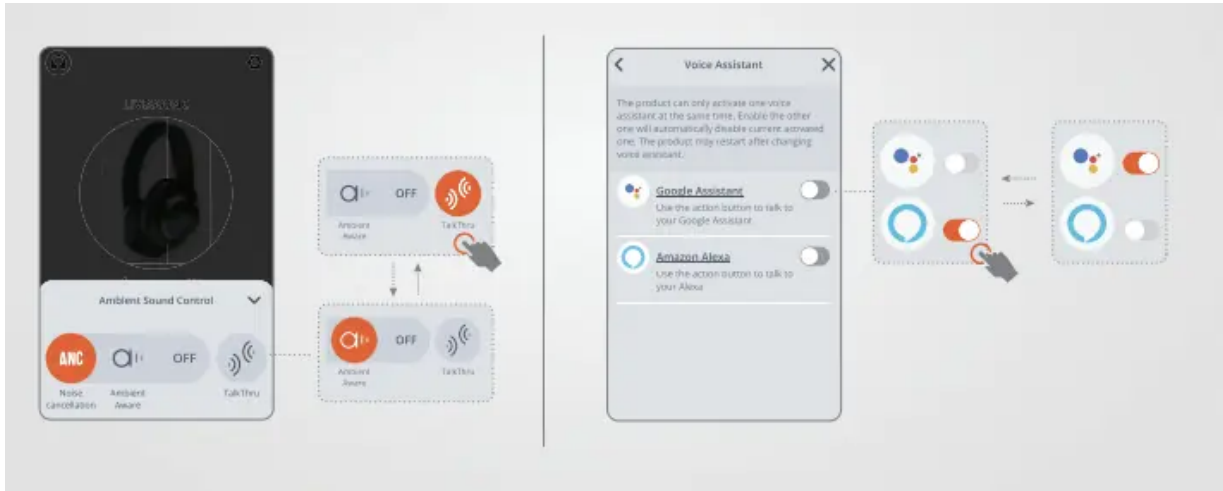 Ambient Sound Control
ANC
OFF
Noise
cancellation
Ambient
Aware
TalkThru
OFF
Ambient
Aware
TalkThru
OFF
Ambient
Aware
TalkThru
Voice Assistant
The product can only activate one voice
assistant at the same time. Enable the other
one will automatically disable current
one. The product may restart after changing
voice assistant.
Google Assistant
Use the action button to talk to
your Google Assistant
Amazon Alexa
Use the action button to talk to
your Alexa